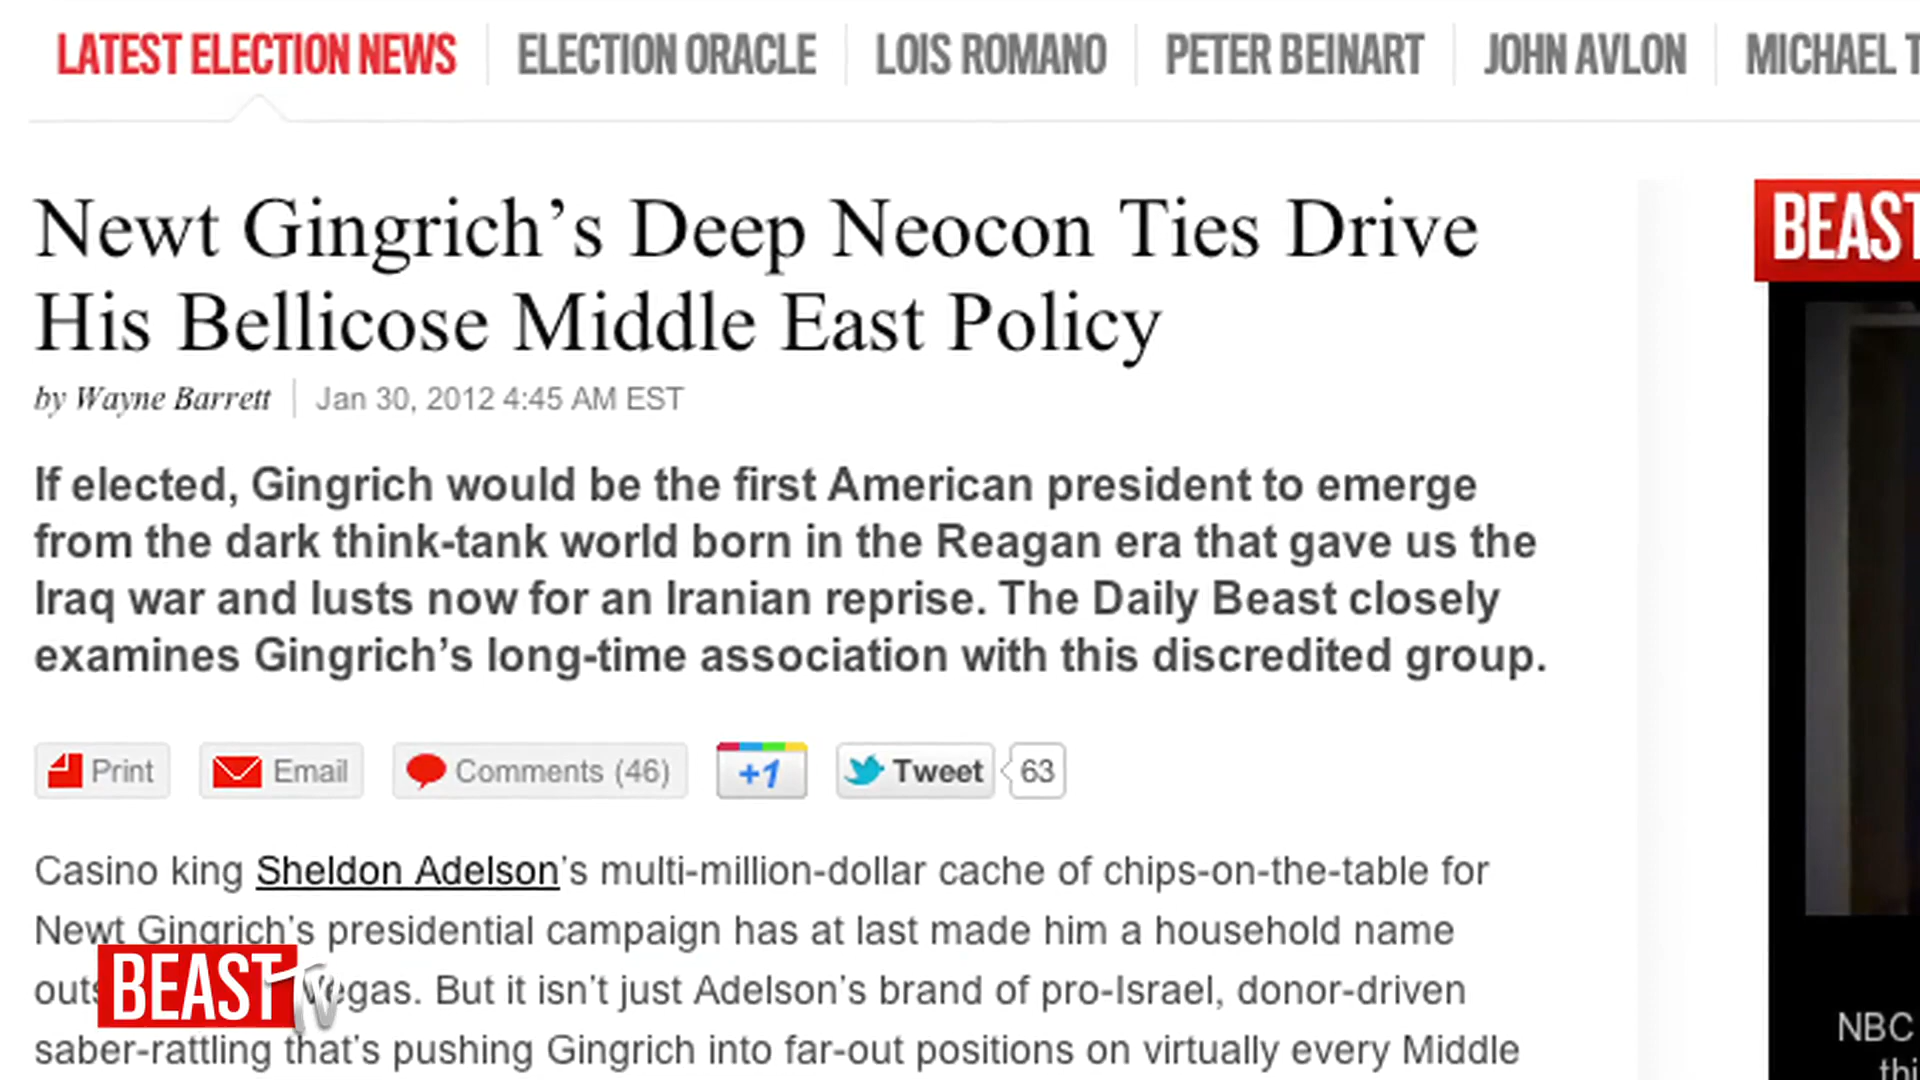 LATEST ELECTION NEWS
ELECTION ORACLE
LOIS ROMANO
PETER BEINART
JOHN AVLON
MICHAEL T
Newt Gingrich’s Deep Neocon Ties Drive
His Bellicose Middle East Policy
by Wayne Barrett
Jan 30, 2012 4:45 AM EST
If elected, Gingrich would be the first American president to emerge
from the dark think-tank world born in the Reagan era that gave us the
Iraq war and lusts now for an Iranian reprise. The Daily Beast closely
examines Gingrich’s long-time association with this discredited group.
Print
Email
Comments (46)
+1
Tweet
63
Casino king Sheldon Adelson’s multi-million-dollar cache of chips-on-the-table for
Newt Gingrich’s presidential campaign has at last made him a household name
egas. But it isn’t just Adelson’s brand of pro-Israel, donor-driven
saber-rattling that’s pushing Gingrich into far-out positions on virtually every Middle
BEAST TV
BEAST
NBC
thi